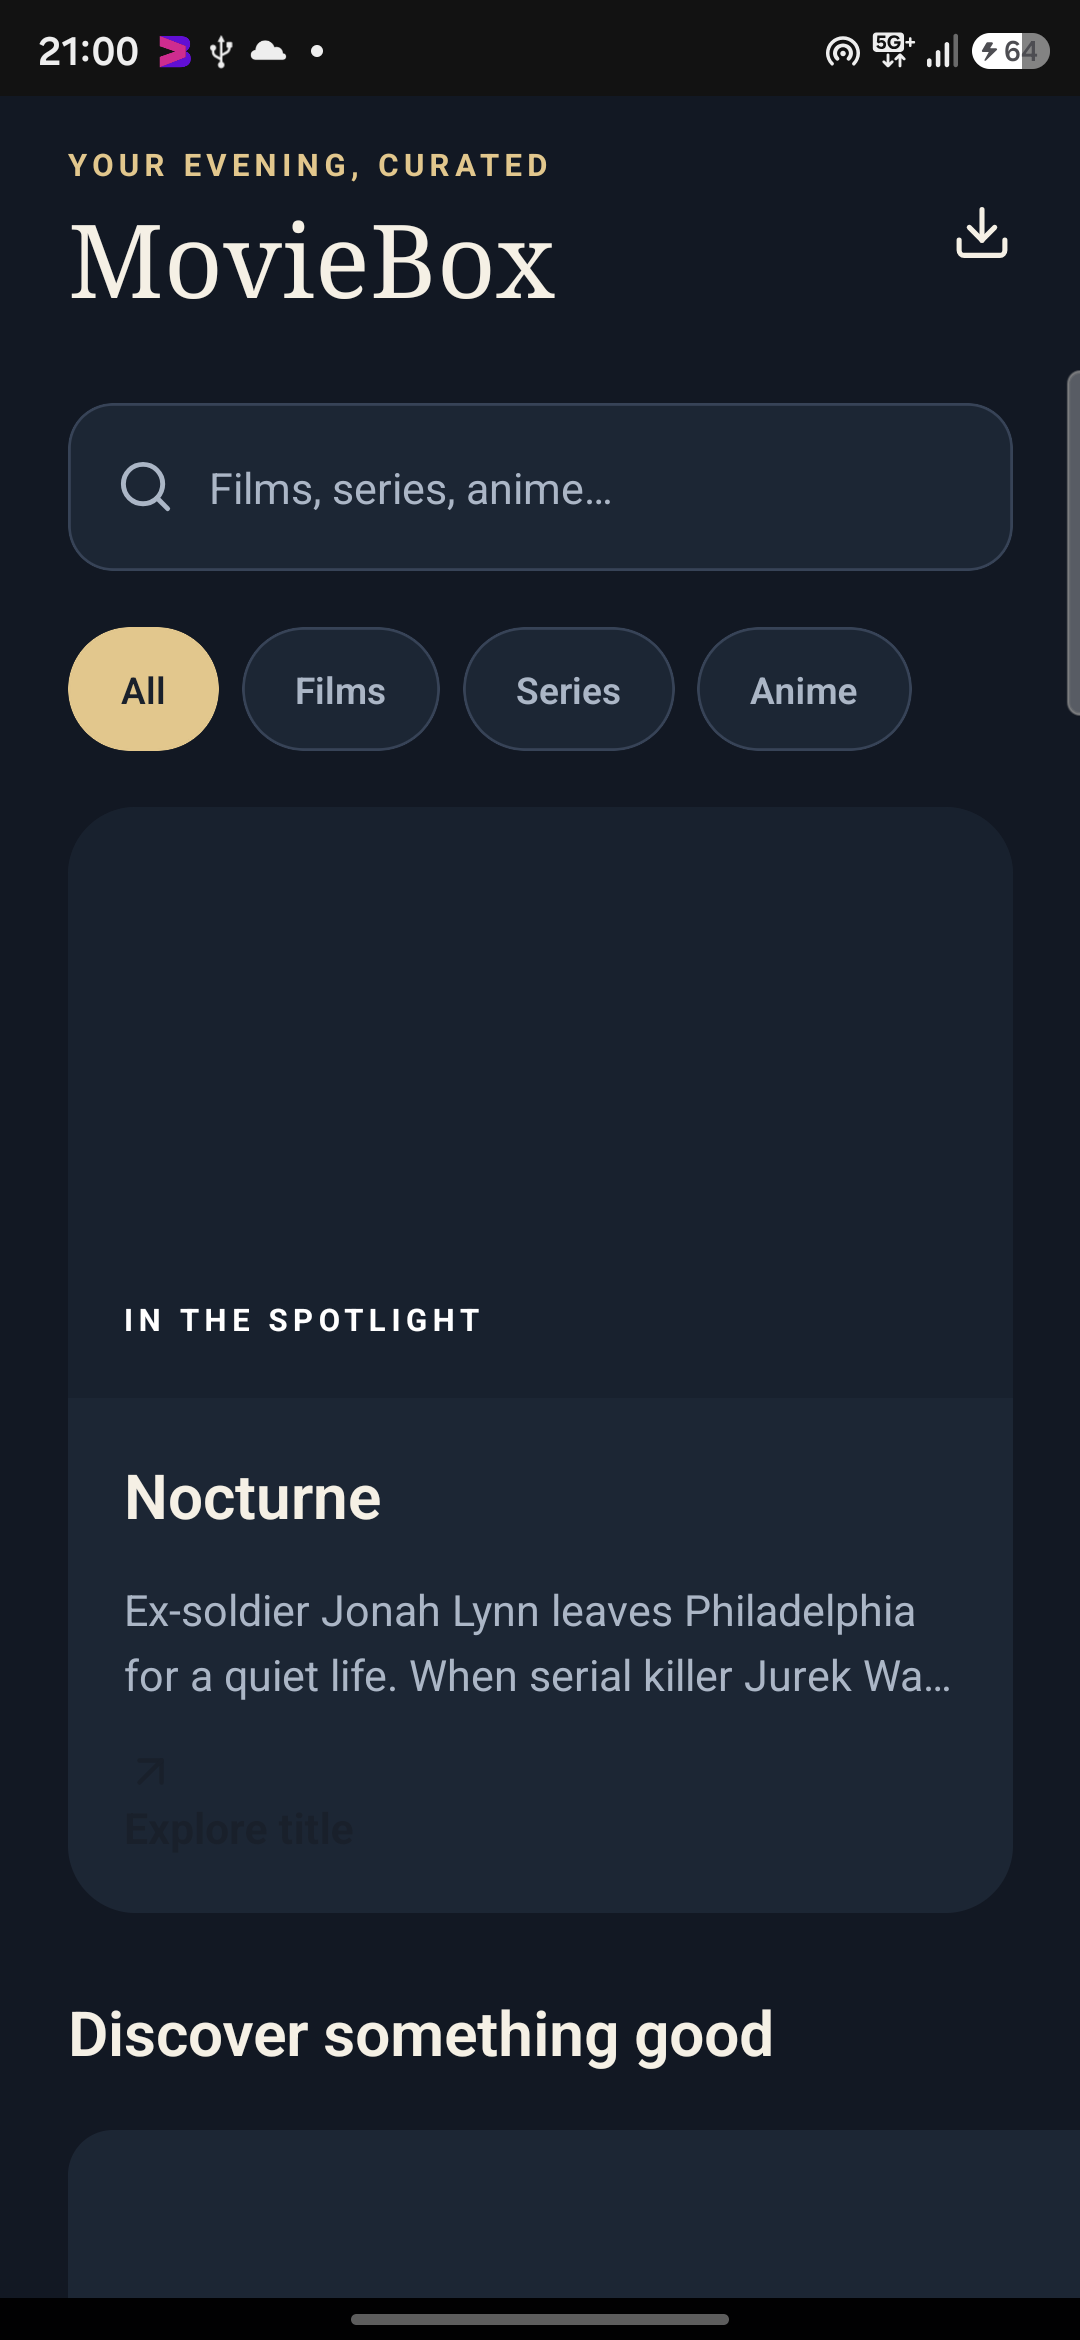 21:00
5G+
64
YOUR EVENING, CURATED
MovieBox
Films, series, anime…
All
Films
Series
Anime
IN THE SPOTLIGHT
Nocturne
Ex-soldier Jonah Lynn leaves Philadelphia
for a quiet life. When serial killer Jurek Wa…
Explore title
Discover something good